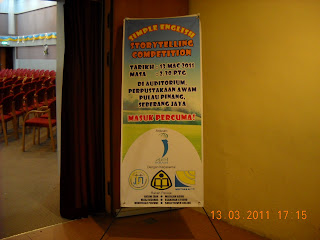 SIMPLE ENGLISH
STORYTELLING
COMPETITION
TARIKH : 13 MAC 2011
MASA : 2.30 PTG
DI AUDITORIUM
PERPUSTAKAAN AWAM
PULAU PINANG,
SEBERANG JAYA
MASUK PERCUMA!
13.03.2011 17:15